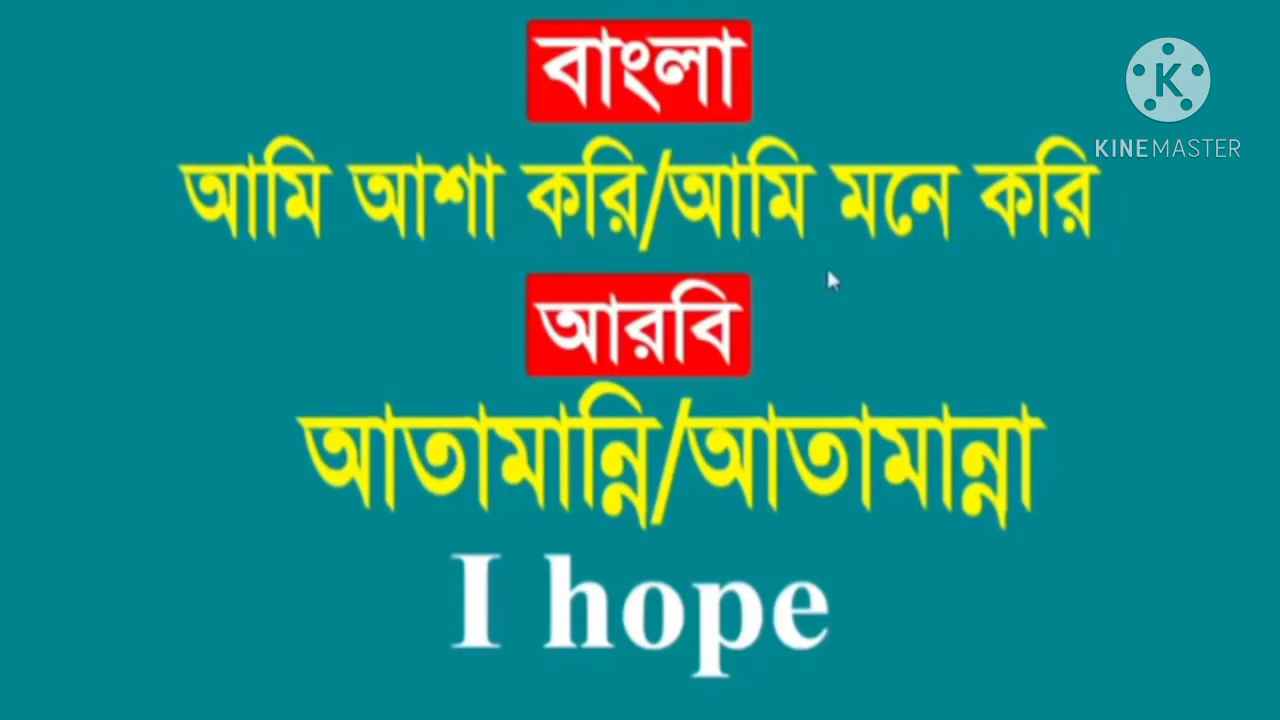 বাংলা
K
KINEMASTER
আমি আশা করি/আমি মনে করি
আরবি
আতামান্নি/আতামান্না
I hope